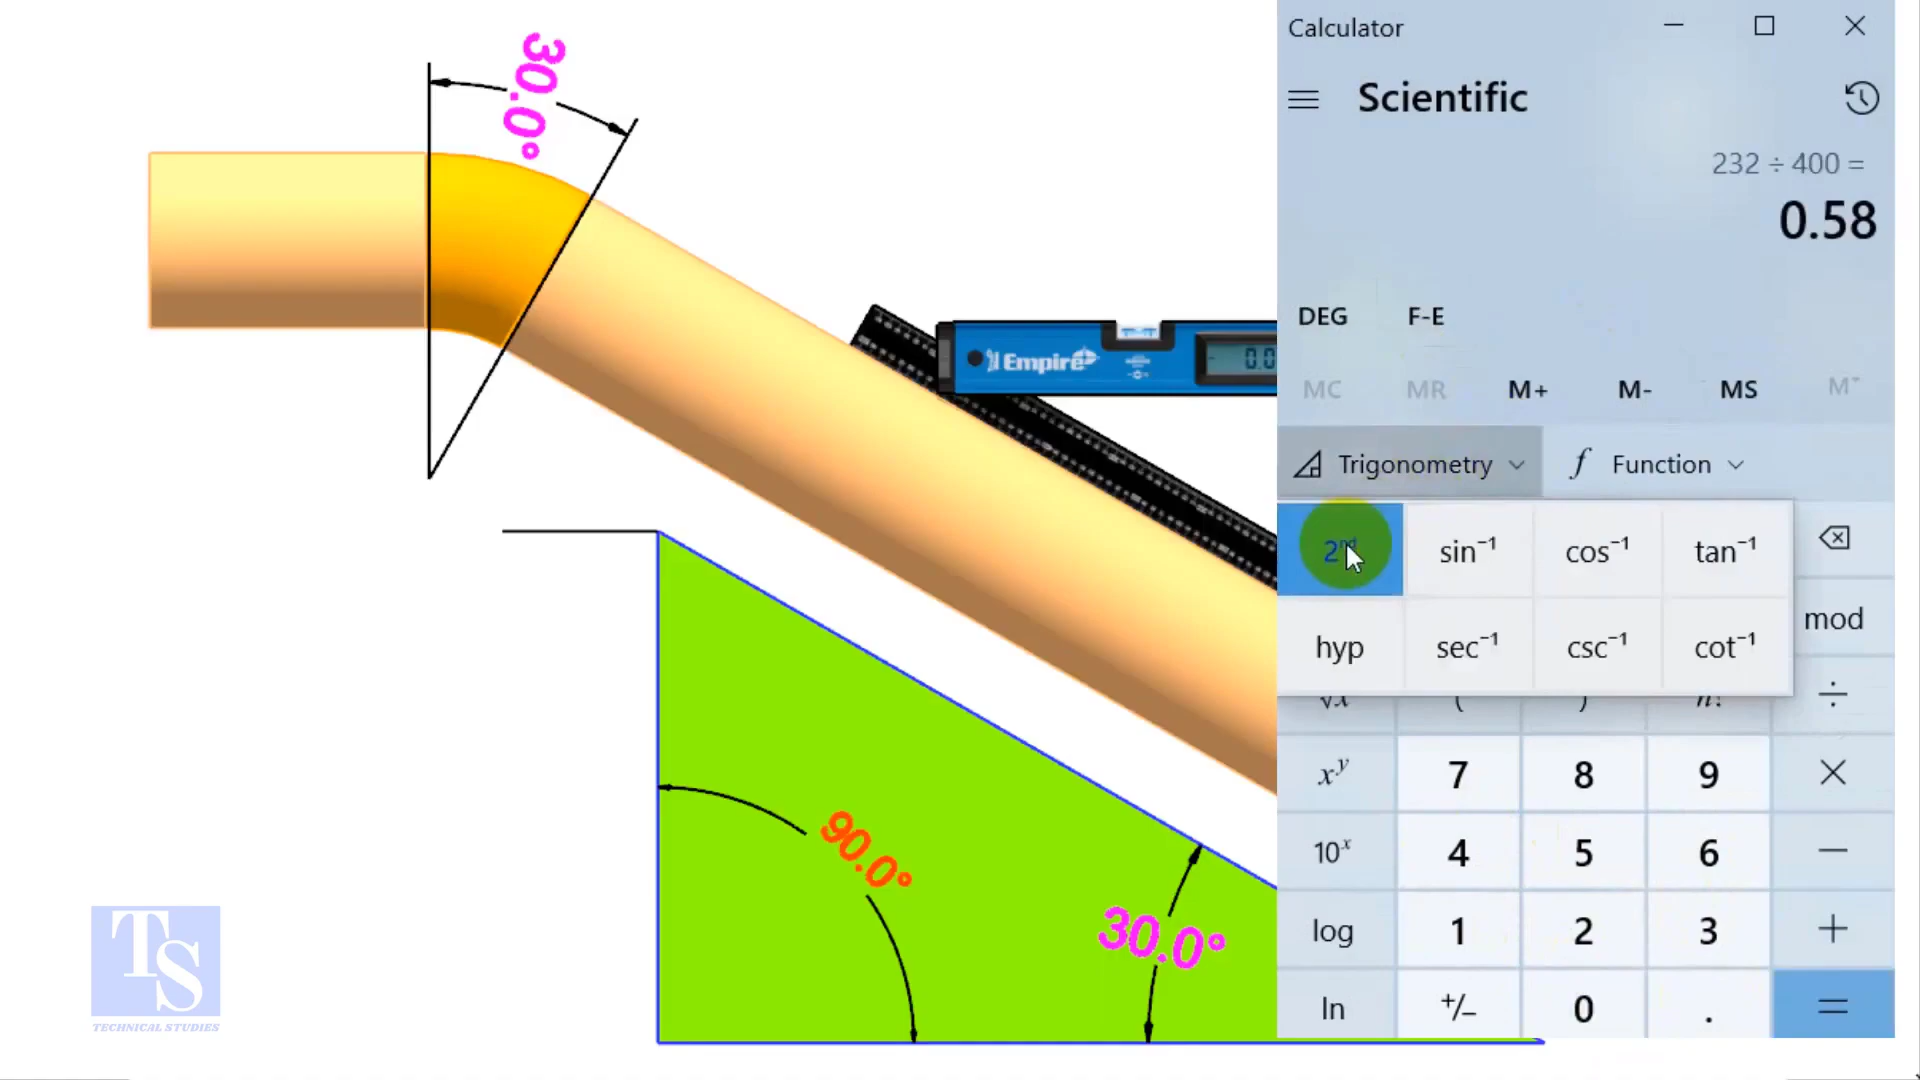 30.0°
Empire
0.0
90.0°
30.0°
TS
TECHNICAL STUDIES
Calculator
Scientific
232 ÷ 400 =
0.58
DEG F-E
MC MR M+ M- MS M˅
Trigonometry Function
2ⁿᵈ sin⁻¹ cos⁻¹ tan⁻¹
hyp sec⁻¹ csc⁻¹ cot⁻¹
mod
( ) n! ÷
xʸ 7 8 9 ×
10ˣ 4 5 6 −
log 1 2 3 +
ln +/− 0 . =